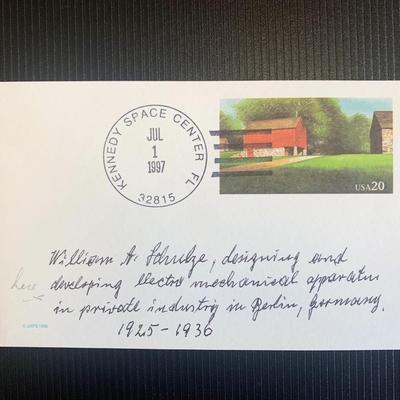 KENNEDY SPACE CENTER FL
JUL
1
1997
32815
USA20
William A. Schulze, designing and
here developing electro mechanical apparatus
in private industry in Berlin, Germany.
1925-1930